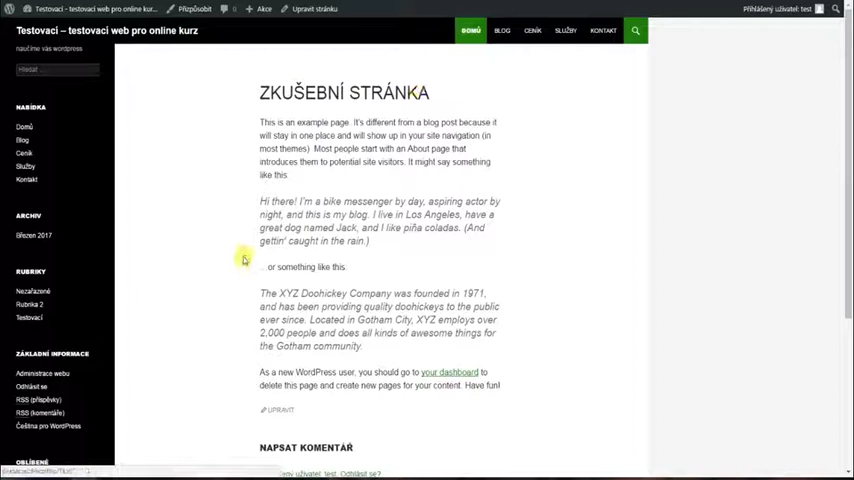 Testovací - testovací web pro online kurz...
Přizpůsobit
0
+ Akce
Upravit stránku
Přihlášený uživatel: test
Testovací – testovací web pro online kurz
DOMŮ
BLOG
CENÍK
SLUŽBY
KONTAKT
naučíme vás wordpress
Hledat …
NABÍDKA
Domů
Blog
Ceník
Služby
Kontakt
ARCHIV
Březen 2017
RUBRIKY
Nezařazené
Rubrika 2
Testovací
ZÁKLADNÍ INFORMACE
Administrace webu
Odhlásit se
RSS (příspěvky)
RSS (komentáře)
Čeština pro WordPress
OBLÍBENÉ
ZKUŠEBNÍ STRÁNKA
This is an example page. It's different from a blog post because it
will stay in one place and will show up in your site navigation (in
most themes). Most people start with an About page that
introduces them to potential site visitors. It might say something
like this
Hi there! I'm a bike messenger by day, aspiring actor by
night, and this is my blog. I live in Los Angeles, have a
great dog named Jack, and I like piña coladas. (And
gettin' caught in the rain.)
...or something like this:
The XYZ Doohickey Company was founded in 1971,
and has been providing quality doohickeys to the public
ever since. Located in Gotham City, XYZ employs over
2,000 people and does all kinds of awesome things for
the Gotham community.
As a new WordPress user, you should go to your dashboard to
delete this page and create new pages for your content. Have fun!
UPRAVIT
NAPSAT KOMENTÁŘ
uživatel: test. Odhlásit se?